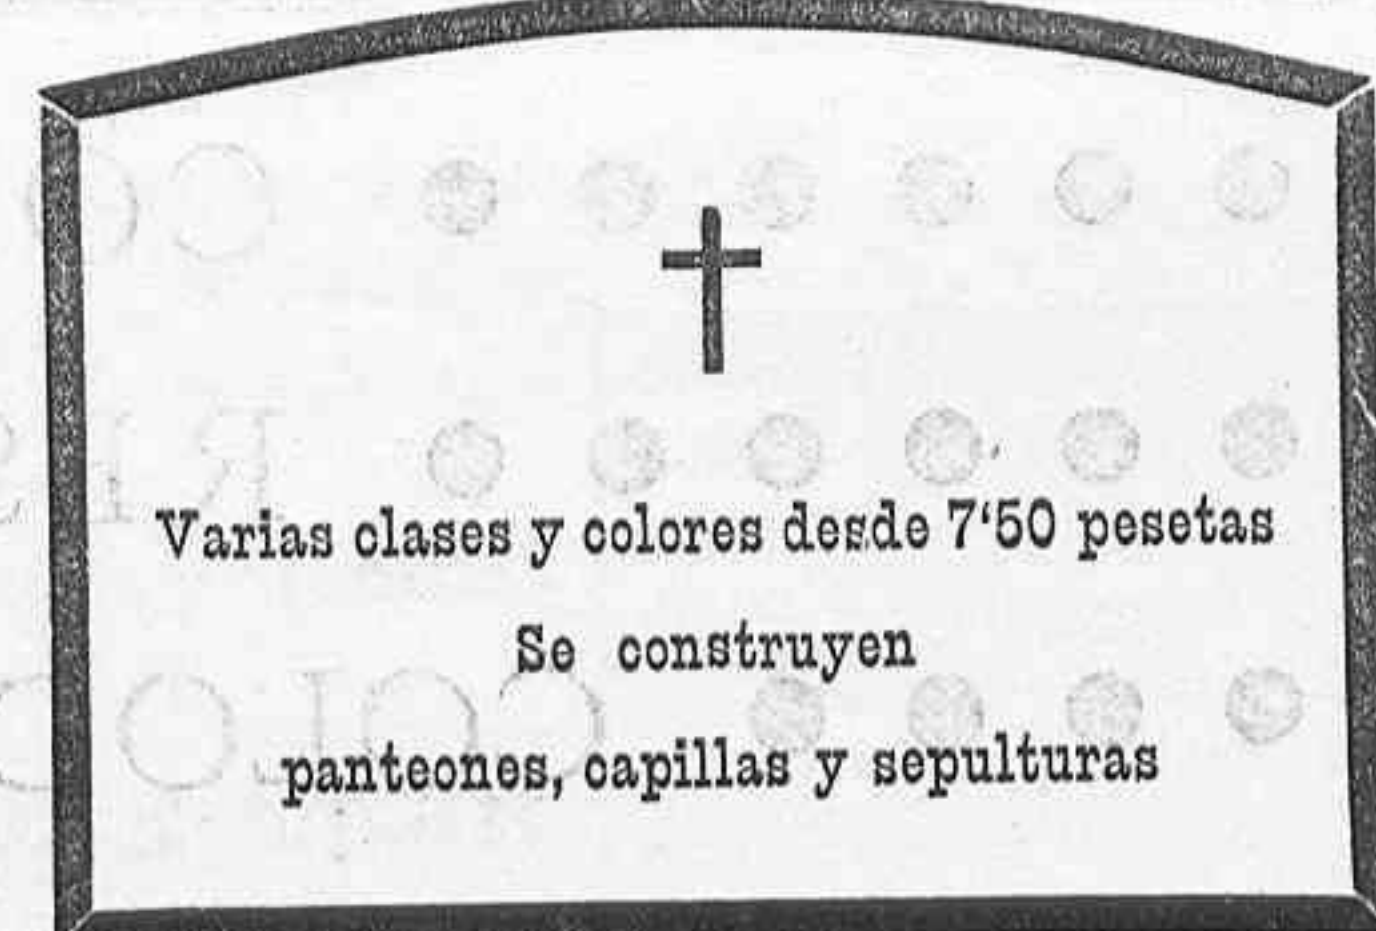 Varias clases y colores desde 7‘50 pesetas
Se construyen
panteones, capillas y sepulturas